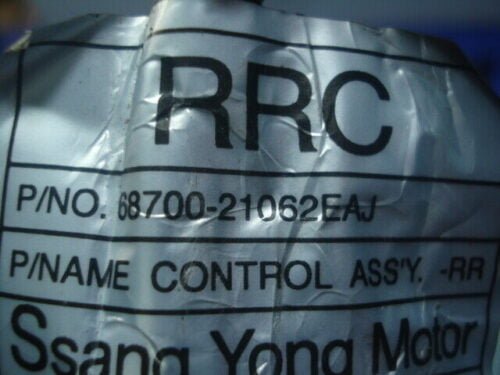 RRC
P/NO. 68700-21062EAJ
P/NAME CONTROL ASS'Y. -RR
Ssang Yong Motor